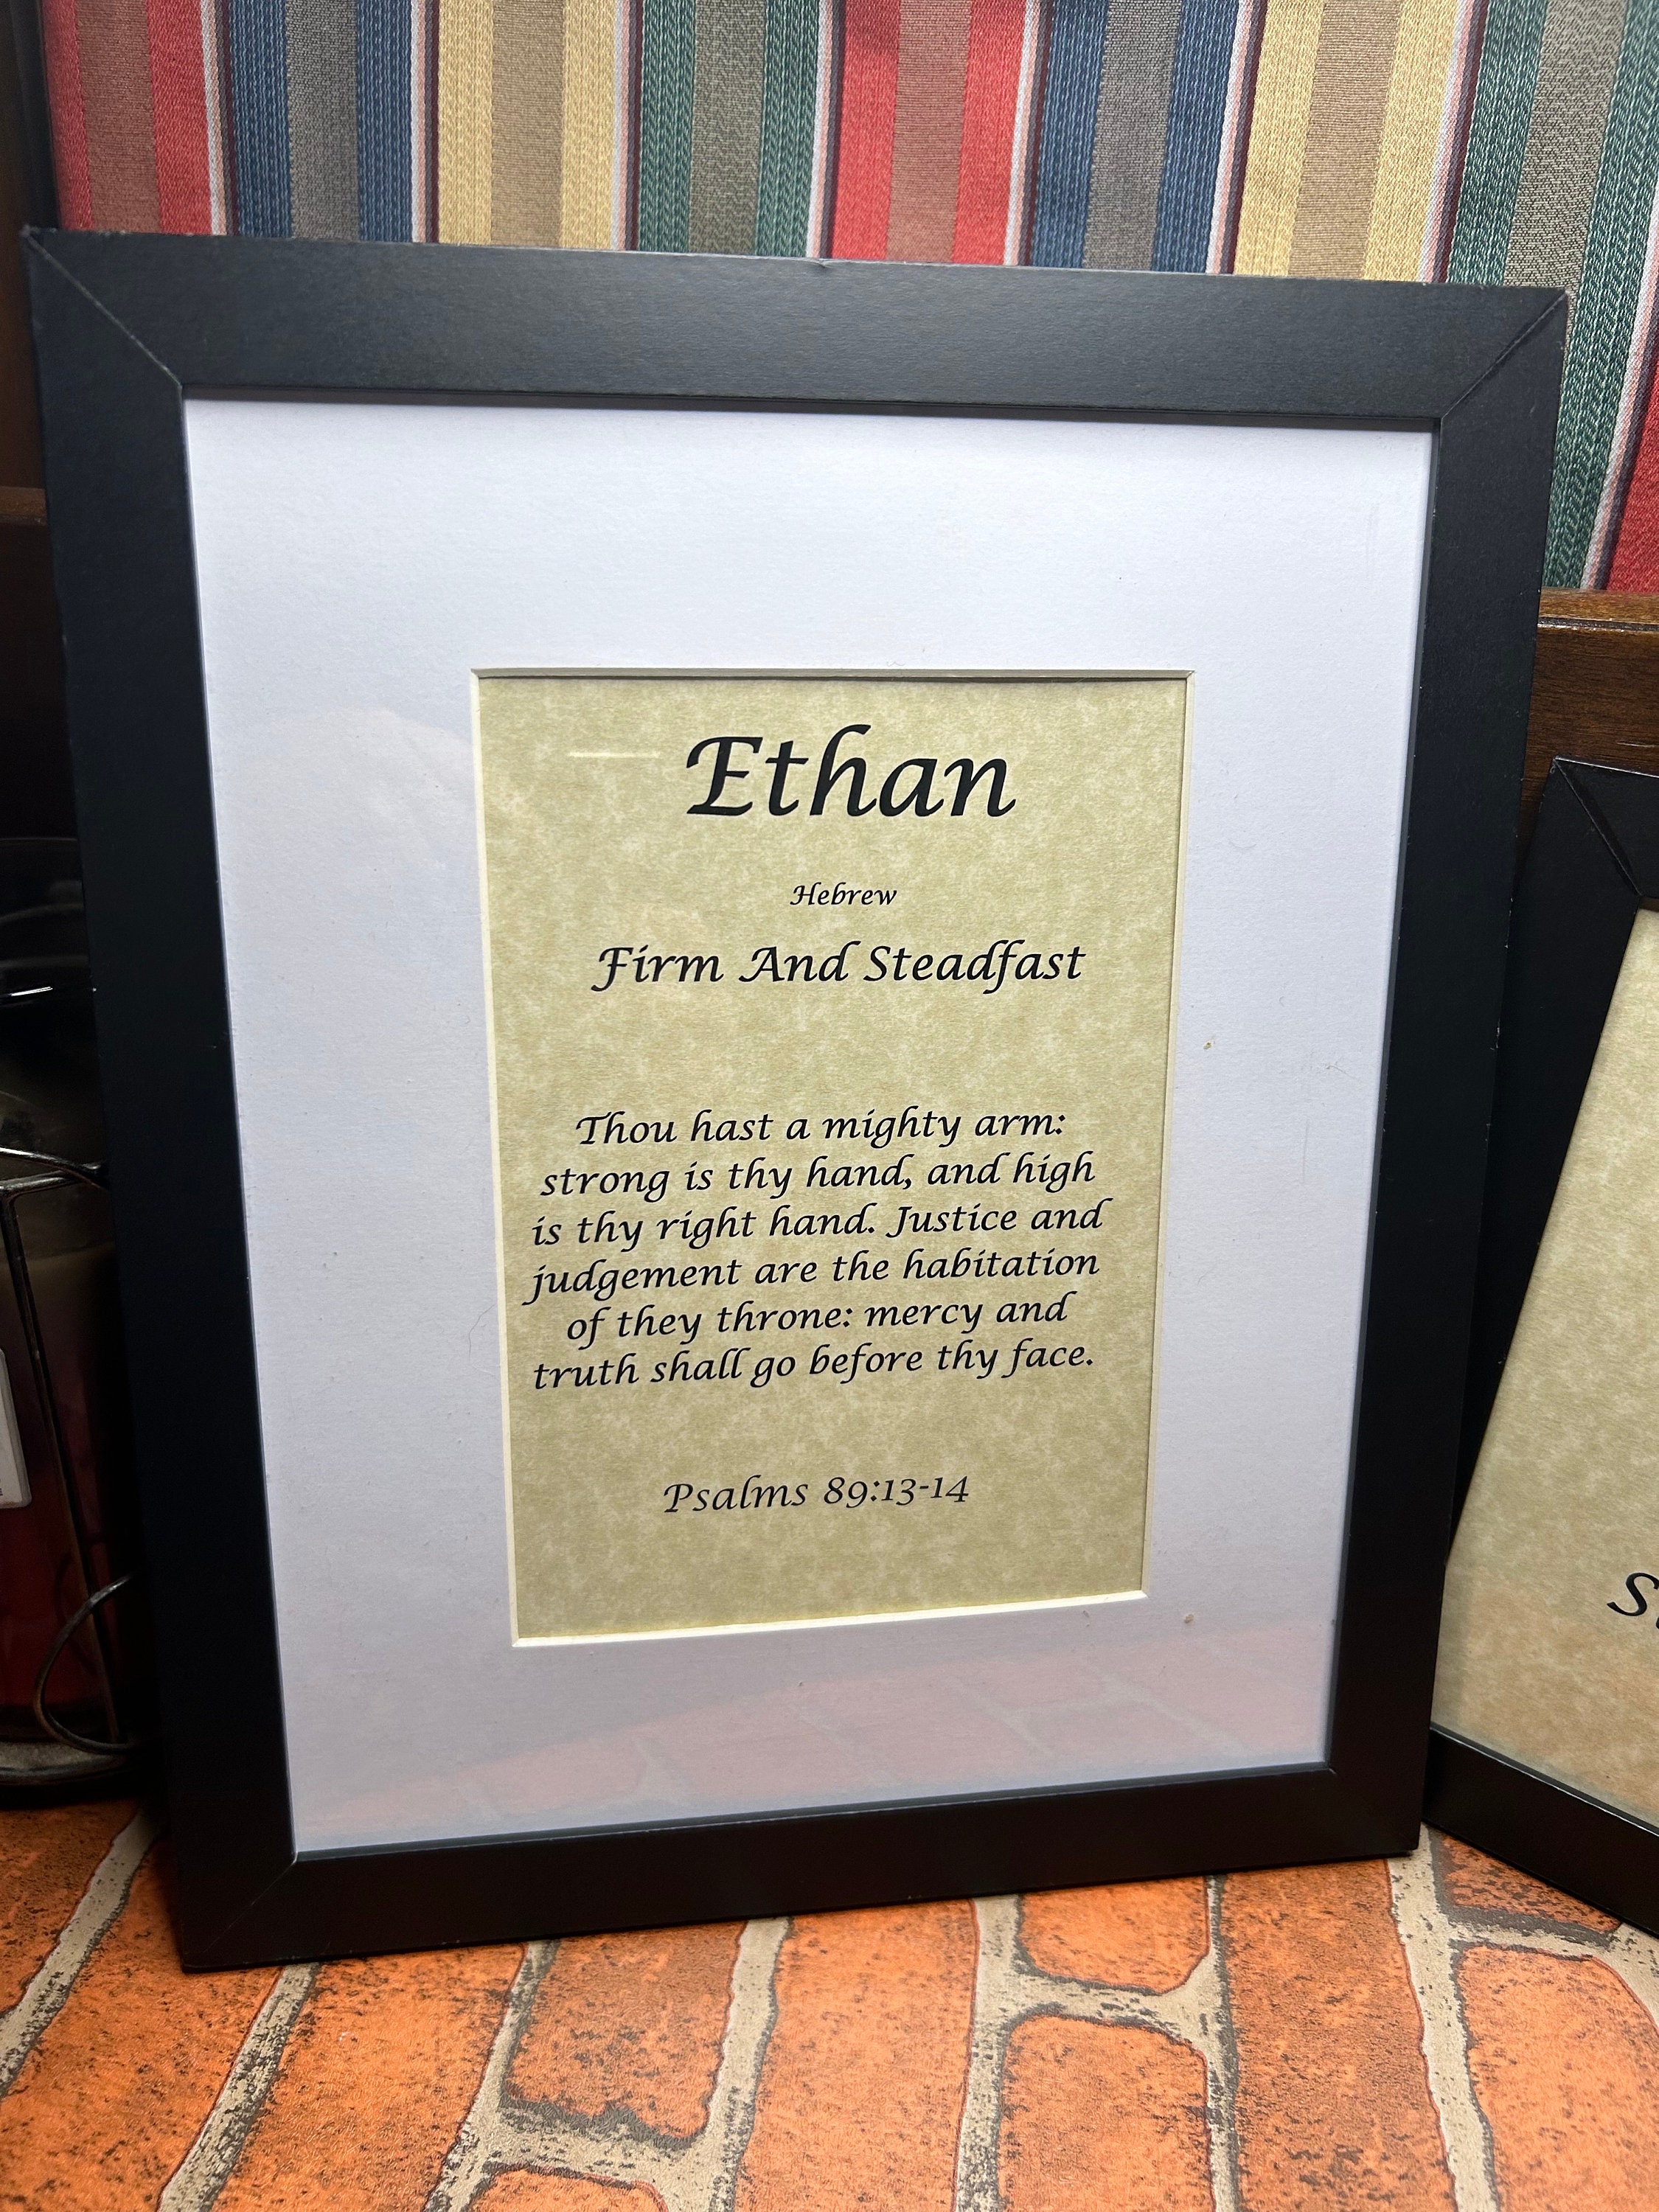 Ethan
Hebrew
Firm And Steadfast
Thou hast a mighty arm:
strong is thy hand, and high
is thy right hand. Justice and
judgement are the habitation
of they throne: mercy and
truth shall go before thy face.
Psalms 89:13-14